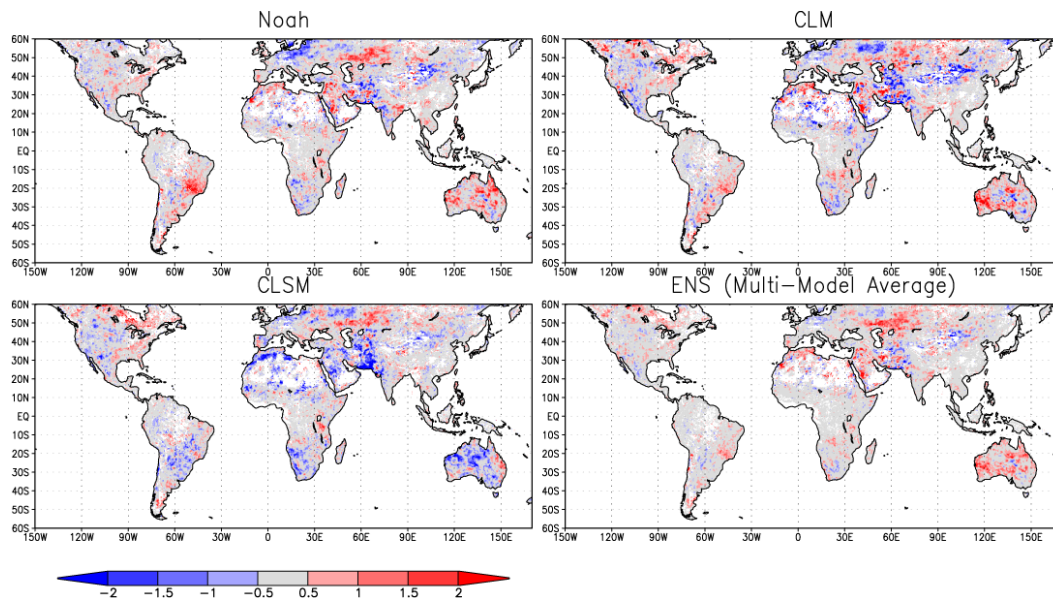 Noah CLM
60N 60N
50N 50N
40N 40N
30N 30N
20N 20N
10N 10N
EQ EQ
10S 10S
20S 20S
30S 30S
40S 40S
50S 50S
60S 60S
150W 120W 90W 60W 30W 0 30E 60E 90E 120E 150E 150W 120W 90W 60W 30W 0 30E 60E 90E 120E 150E
CLSM ENS (Multi-Model Average)
60N 60N
50N 50N
40N 40N
30N 30N
20N 20N
10N 10N
EQ EQ
10S 10S
20S 20S
30S 30S
40S 40S
50S 50S
60S 60S
150W 120W 90W 60W 30W 0 30E 60E 90E 120E 150E 150W 120W 90W 60W 30W 0 30E 60E 90E 120E 150E
-2 -1.5 -1 -0.5 0.5 1 1.5 2